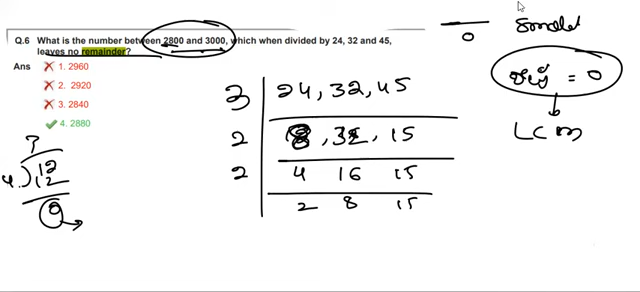 Q.6 What is the number between 2800 and 3000, which when divided by 24, 32 and 45,
leaves no remainder?
Ans 1. 2960
2. 2920
3. 2840
4. 2880
0
= 0
LCM
3 24, 32, 45
2 8, 32, 15
2 4 16 15
2 8 15
4) 12
12
0